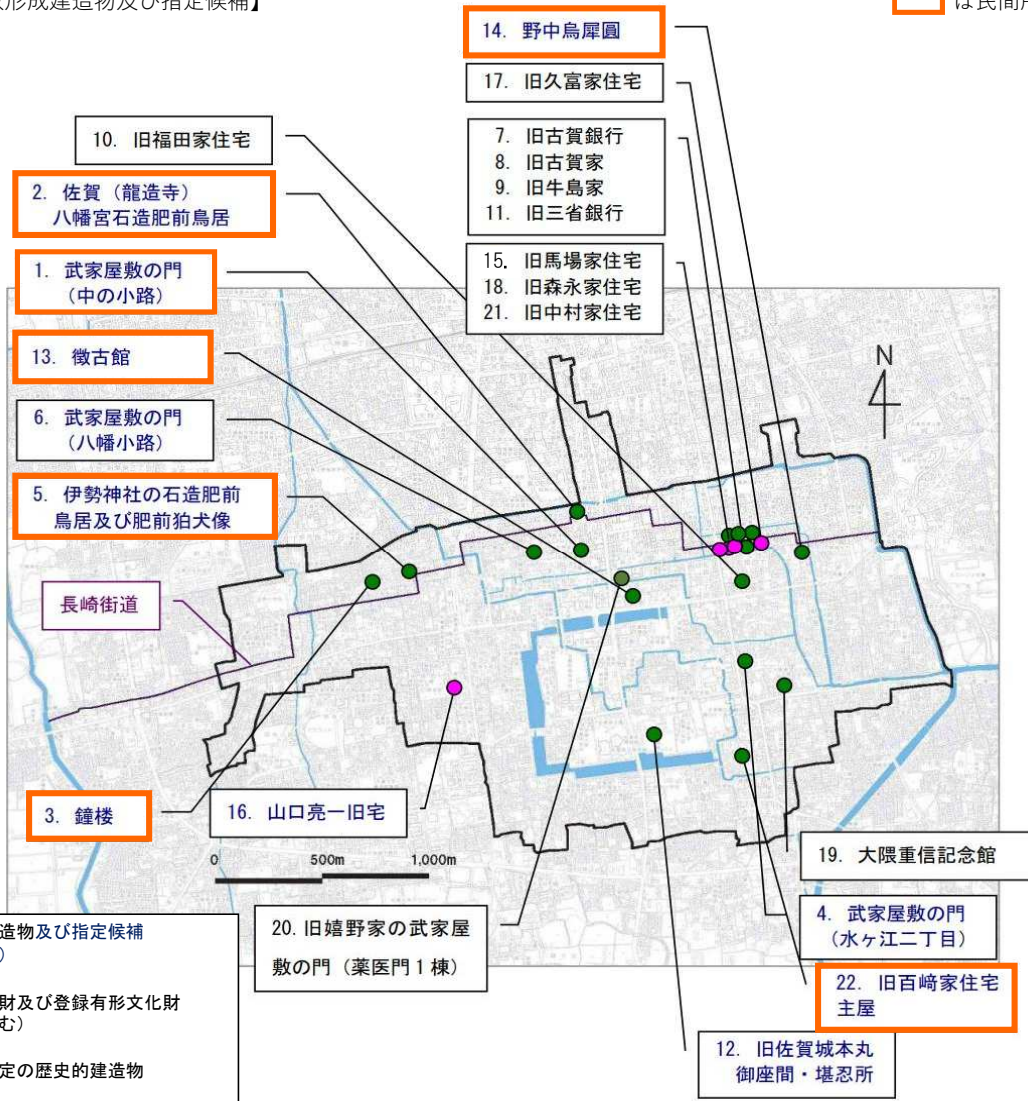 形成建造物及び指定候補】
は民間所
14. 野中烏犀圓
17. 旧久富家住宅
10. 旧福田家住宅
7. 旧古賀銀行
8. 旧古賀家
9. 旧牛島家
11. 旧三省銀行
2. 佐賀（龍造寺）
八幡宮石造肥前鳥居
15. 旧馬場家住宅
18. 旧森永家住宅
21. 旧中村家住宅
1. 武家屋敷の門
（中の小路）
13. 徴古館
N
6. 武家屋敷の門
（八幡小路）
5. 伊勢神社の石造肥前
鳥居及び肥前狛犬像
長崎街道
3. 鐘楼
16. 山口亮一旧宅
0 500m 1,000m
19. 大隈重信記念館
20. 旧嬉野家の武家屋
敷の門（薬医門１棟）
4. 武家屋敷の門
（水ヶ江二丁目）
22. 旧百﨑家住宅
主屋
12. 旧佐賀城本丸
御座間・堪忍所
造物及び指定候補
）
財及び登録有形文化財
む）
定の歴史的建造物